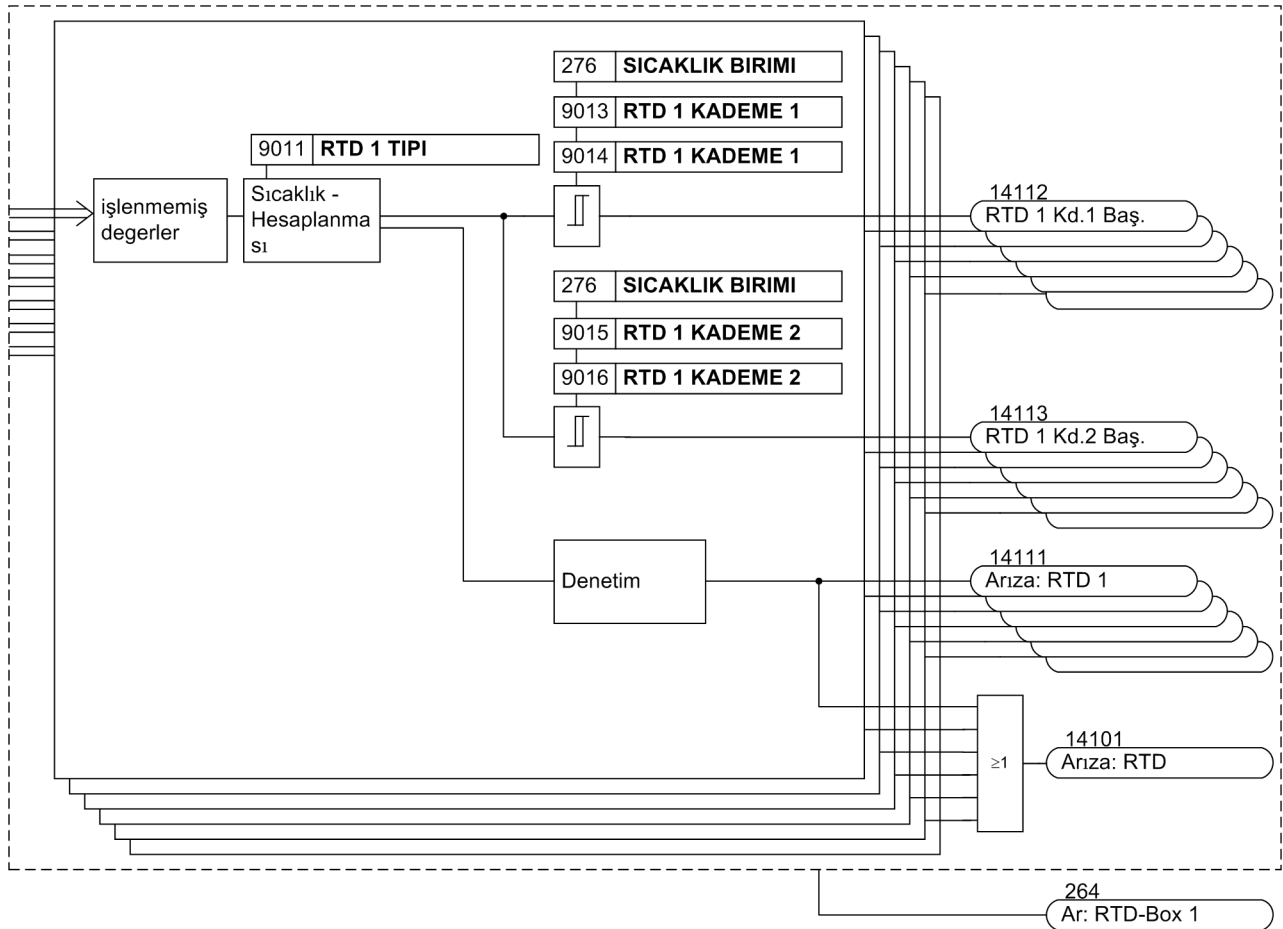 276 SICAKLIK BIRIMI
9013 RTD 1 KADEME 1
9014 RTD 1 KADEME 1
9011 RTD 1 TIPI
işlenmemiş
degerler
Sıcaklık -
Hesaplanma
sı
14112
RTD 1 Kd.1 Baş.
276 SICAKLIK BIRIMI
9015 RTD 1 KADEME 2
9016 RTD 1 KADEME 2
14113
RTD 1 Kd.2 Baş.
Denetim
14111
Arıza: RTD 1
≥1
14101
Arıza: RTD
264
Ar: RTD-Box 1